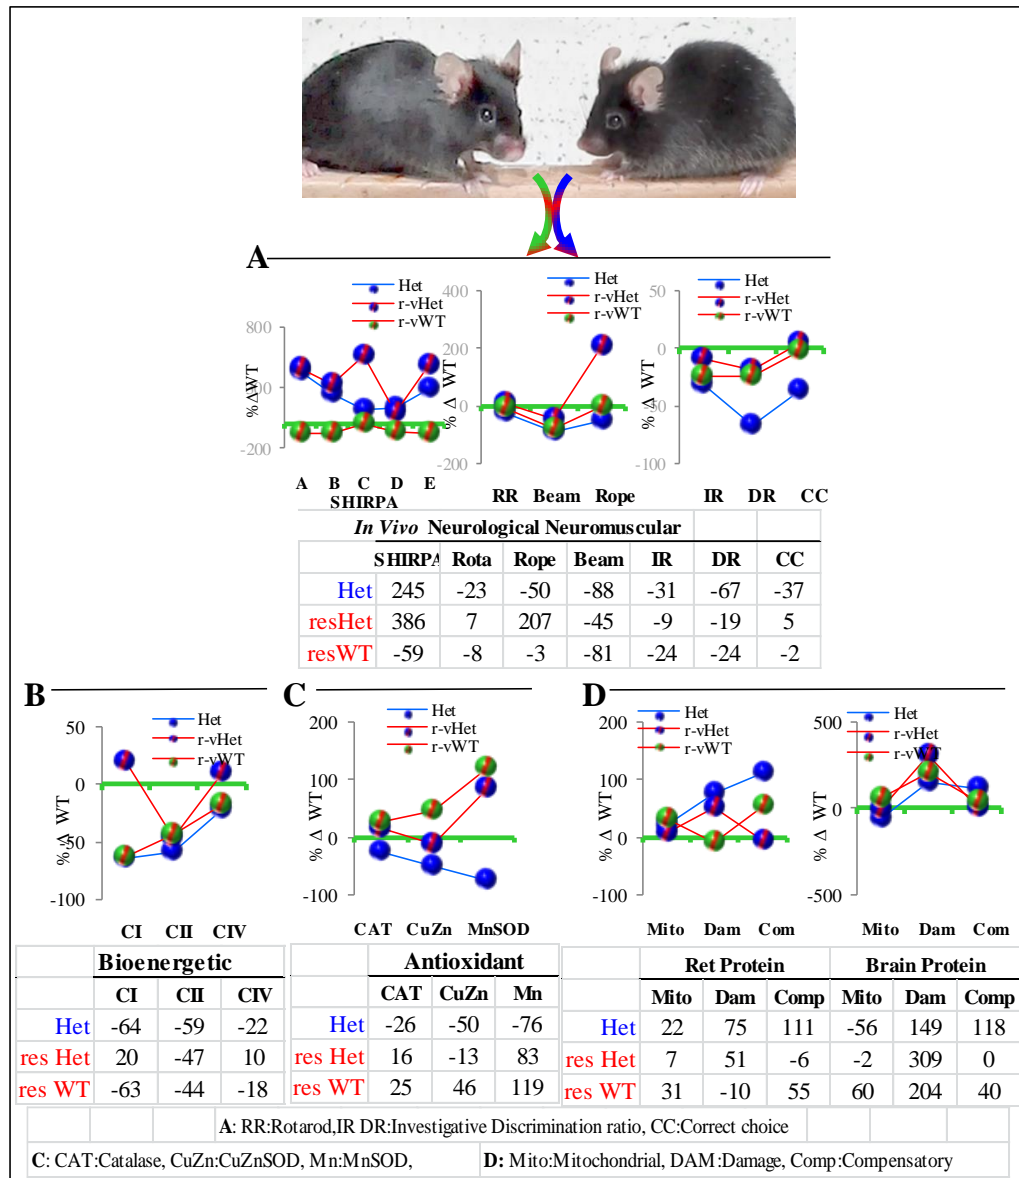 A
Het
r-vHet
r-vWT
800
-200
%ΔWT
A B C D E
SHIRPA
Het
r-vHet
r-vWT
400
200
0
-200
% Δ WT
RR Beam Rope
Het
r-vHet
r-vWT
50
0
-50
-100
% Δ WT
IR DR CC
In Vivo Neurological Neuromuscular
SHIRPA Rota Rope Beam IR DR CC
Het 245 -23 -50 -88 -31 -67 -37
resHet 386 7 207 -45 -9 -19 5
resWT -59 -8 -3 -81 -24 -24 -2
B
Het
r-vHet
r-vWT
50
0
-50
-100
% Δ WT
CI CII CIV
Bioenergetic
CI CII CIV
Het -64 -59 -22
res Het 20 -47 10
res WT -63 -44 -18
C
Het
r-vHet
r-vWT
200
100
0
-100
% Δ WT
CAT CuZn MnSOD
Antioxidant
CAT CuZn Mn
Het -26 -50 -76
res Het 16 -13 83
res WT 25 46 119
D
Het
r-vHet
r-vWT
200
100
0
-100
% Δ WT
Mito Dam Com
Het
r-vHet
r-vWT
500
0
-500
% Δ WT
Mito Dam Com
Ret Protein Brain Protein
Mito Dam Comp Mito Dam Comp
Het 22 75 111 -56 149 118
res Het 7 51 -6 -2 309 0
res WT 31 -10 55 60 204 40
A: RR:Rotarod,IR DR:Investigative Discrimination ratio, CC:Correct choice
C: CAT:Catalase, CuZn:CuZnSOD, Mn:MnSOD,
D: Mito:Mitochondrial, DAM:Damage, Comp:Compensatory